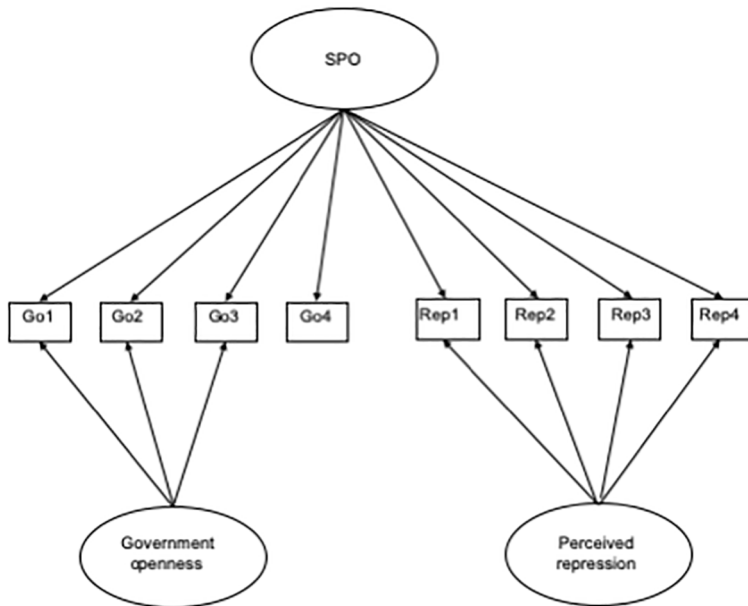 SPO
Go1 Go2 Go3 Go4 Rep1 Rep2 Rep3 Rep4
Government
openness
Perceived
repression